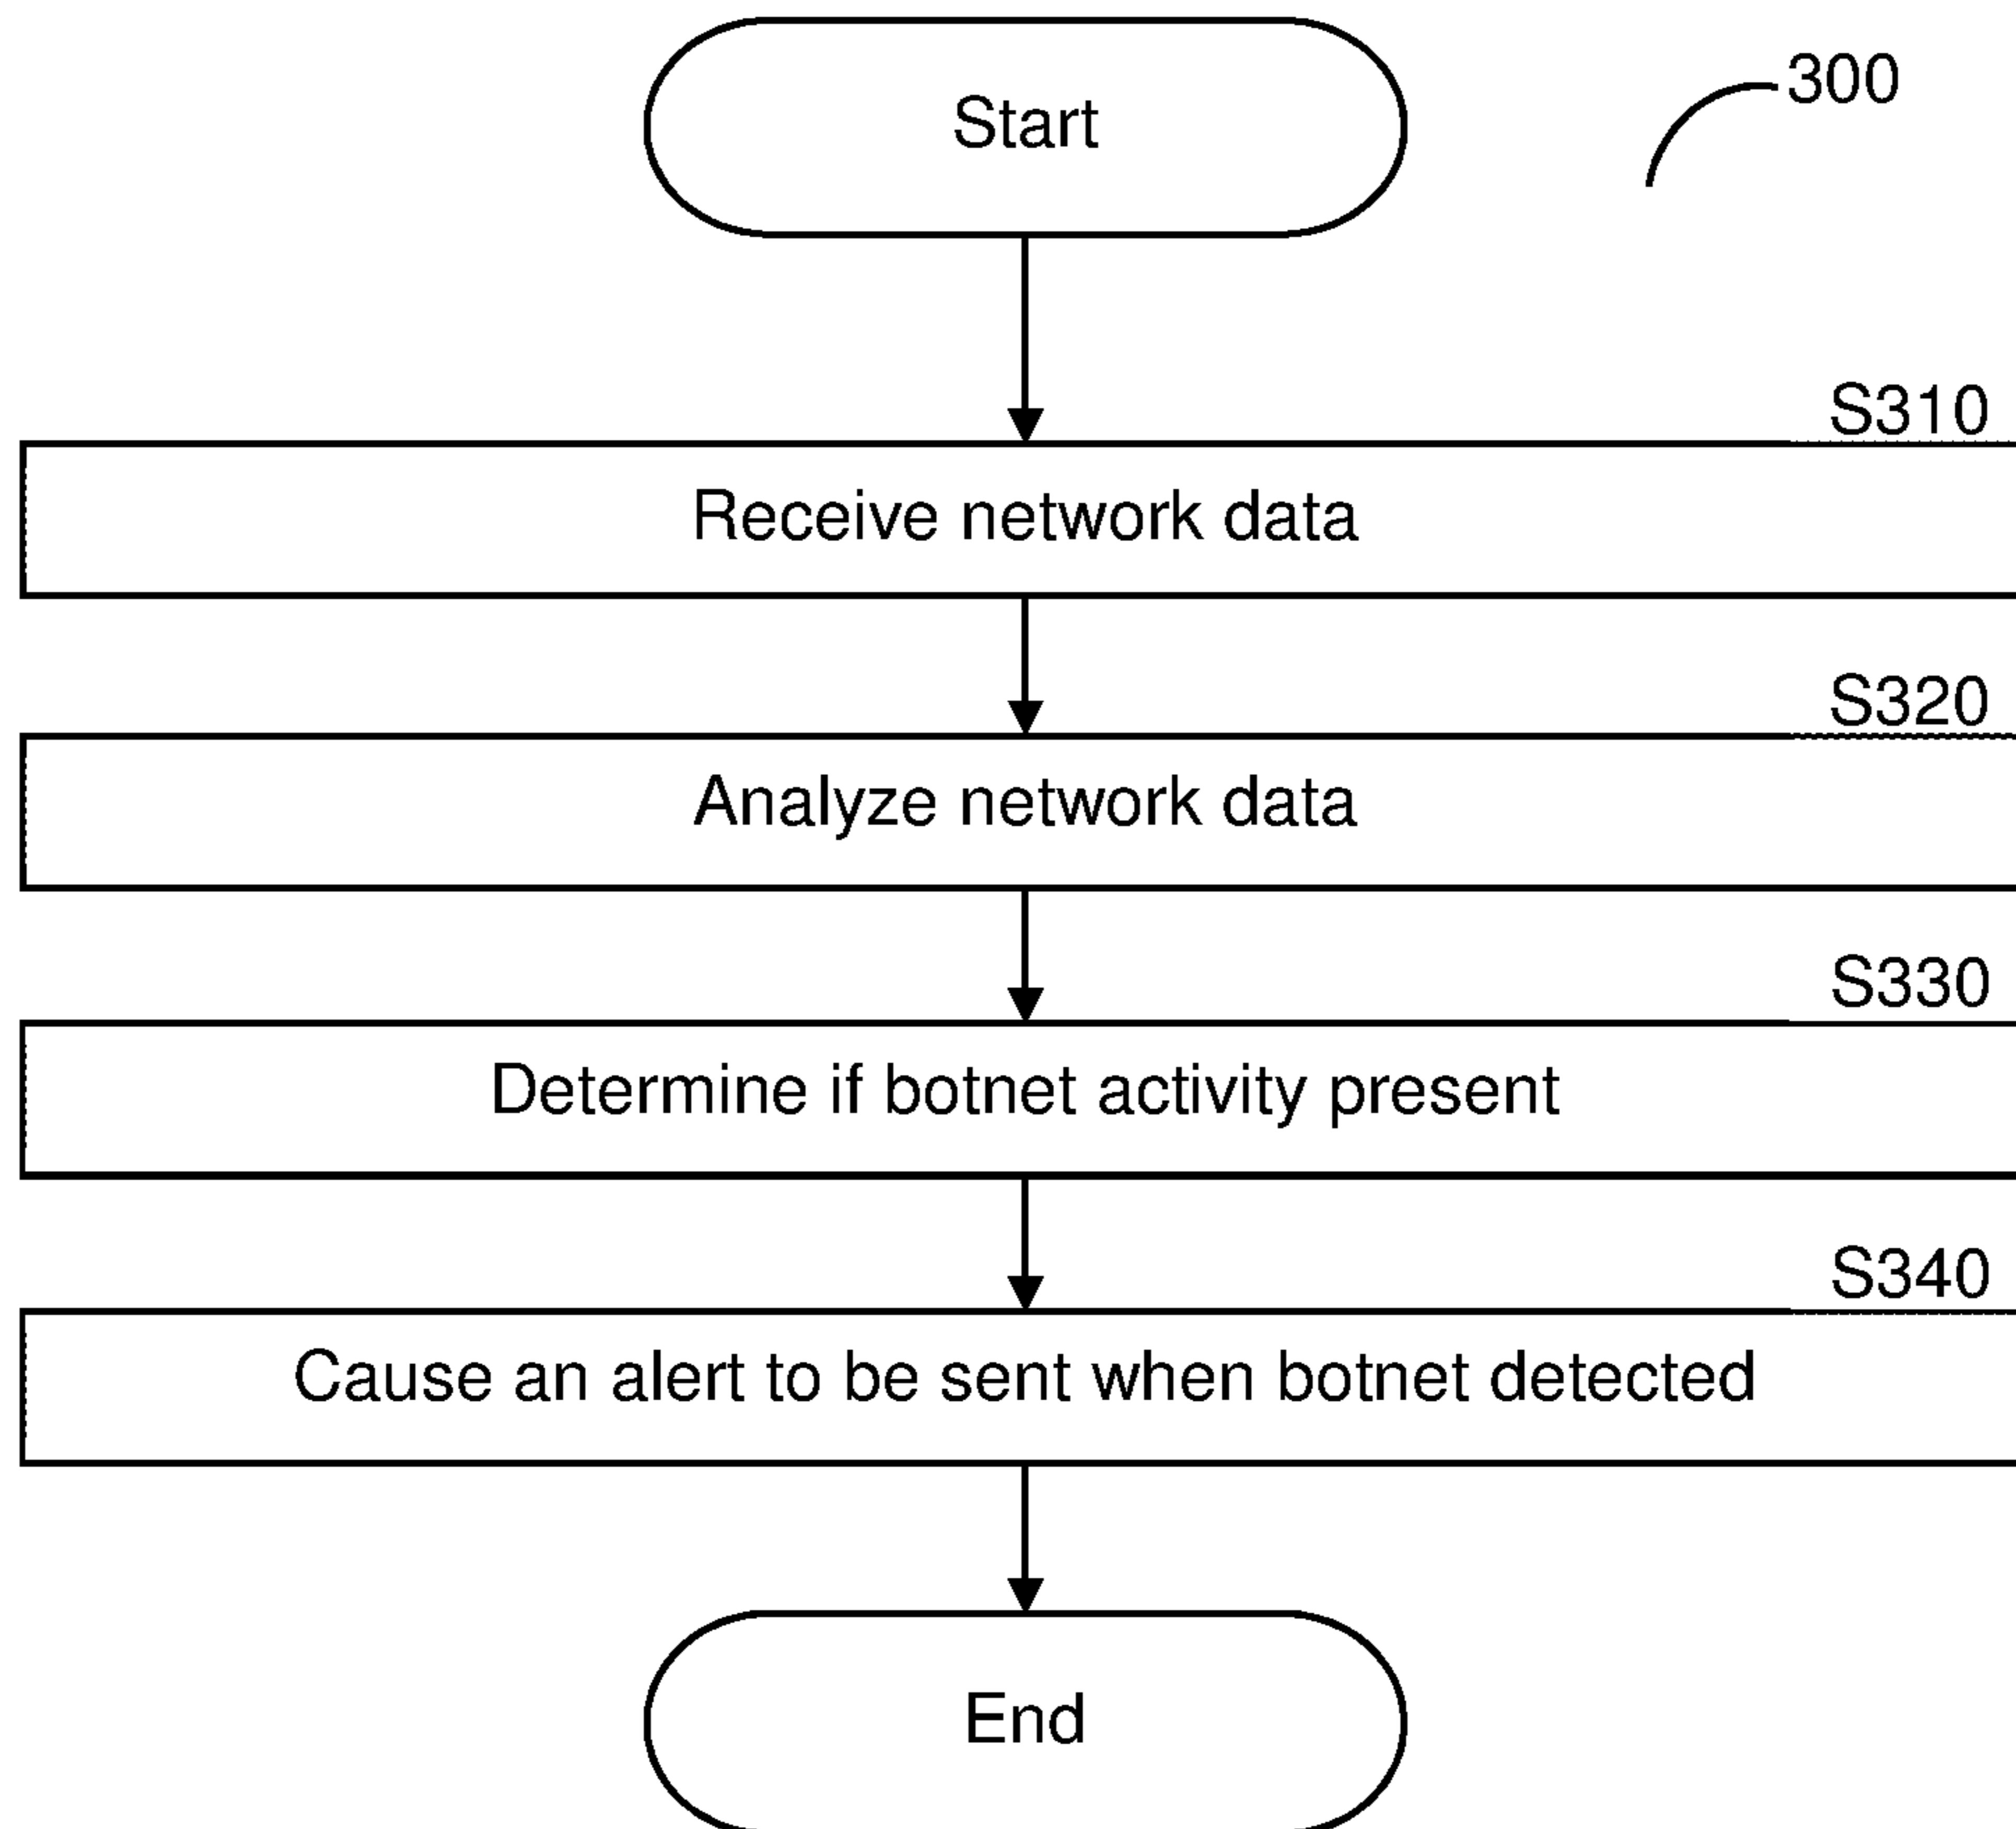 Start
300
S310
Receive network data
S320
Analyze network data
S330
Determine if botnet activity present
S340
Cause an alert to be sent when botnet detected
End